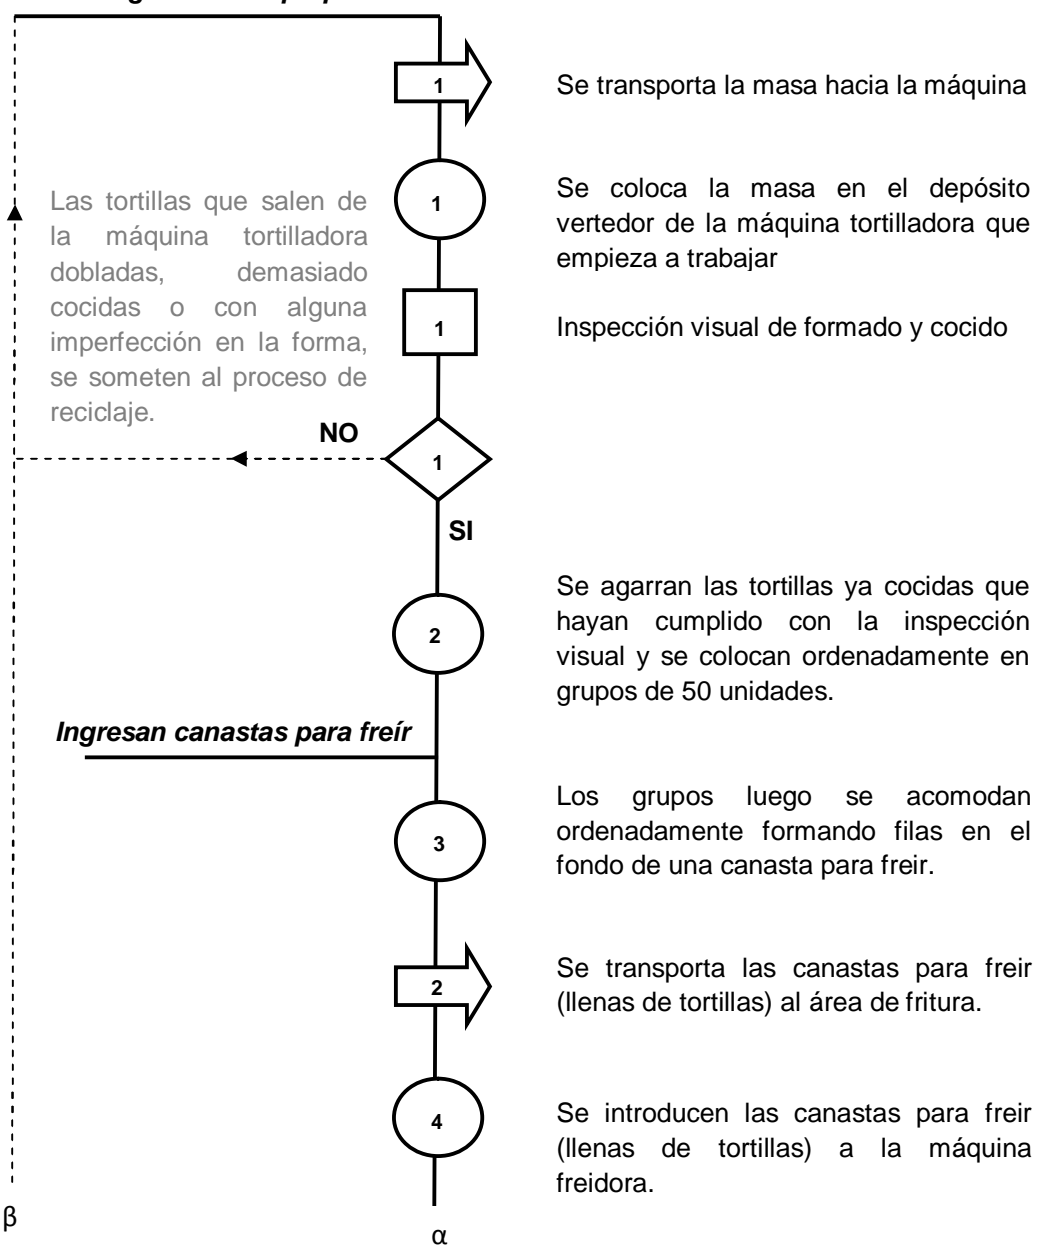 1
Se transporta la masa hacia la máquina
1
Se coloca la masa en el depósito
vertedor de la máquina tortilladora que
empieza a trabajar
Las tortillas que salen de
la máquina tortilladora
dobladas, demasiado
cocidas o con alguna
imperfección en la forma,
se someten al proceso de
reciclaje.
1
Inspección visual de formado y cocido
NO
1
SI
2
Se agarran las tortillas ya cocidas que
hayan cumplido con la inspección
visual y se colocan ordenadamente en
grupos de 50 unidades.
Ingresan canastas para freír
3
Los grupos luego se acomodan
ordenadamente formando filas en el
fondo de una canasta para freir.
2
Se transporta las canastas para freir
(llenas de tortillas) al área de fritura.
4
Se introducen las canastas para freir
(llenas de tortillas) a la máquina
freidora.
β
α